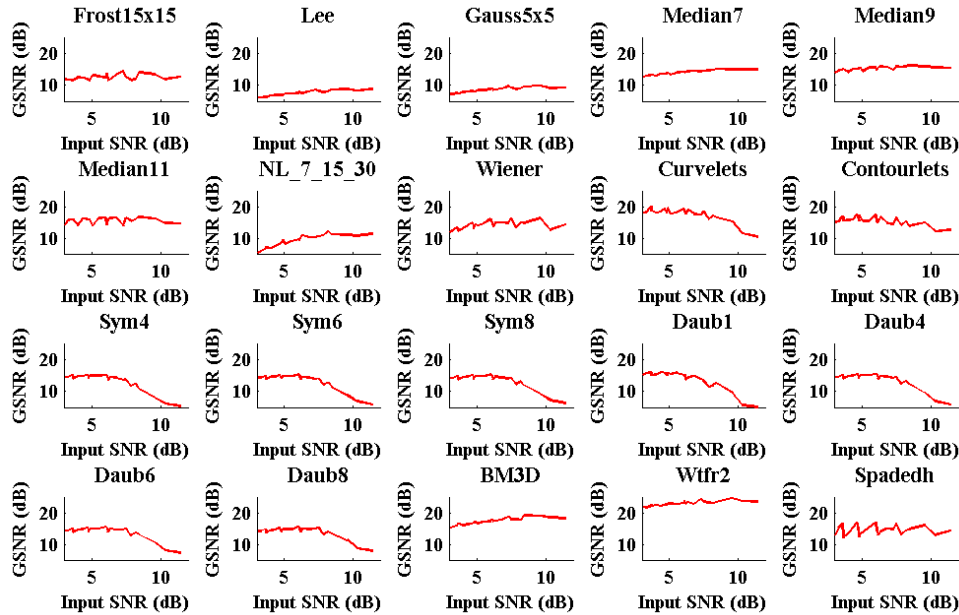 Frost15x15 Lee Gauss5x5 Median7 Median9
GSNR (dB) 20 10 GSNR (dB) 20 10 GSNR (dB) 20 10 GSNR (dB) 20 10 GSNR (dB) 20 10
5 10 5 10 5 10 5 10 5 10
Input SNR (dB) Input SNR (dB) Input SNR (dB) Input SNR (dB) Input SNR (dB)
Median11 NL_7_15_30 Wiener Curvelets Contourlets
GSNR (dB) 20 10 GSNR (dB) 20 10 GSNR (dB) 20 10 GSNR (dB) 20 10 GSNR (dB) 20 10
5 10 5 10 5 10 5 10 5 10
Input SNR (dB) Input SNR (dB) Input SNR (dB) Input SNR (dB) Input SNR (dB)
Sym4 Sym6 Sym8 Daub1 Daub4
GSNR (dB) 20 10 GSNR (dB) 20 10 GSNR (dB) 20 10 GSNR (dB) 20 10 GSNR (dB) 20 10
5 10 5 10 5 10 5 10 5 10
Input SNR (dB) Input SNR (dB) Input SNR (dB) Input SNR (dB) Input SNR (dB)
Daub6 Daub8 BM3D Wtfr2 Spadedh
GSNR (dB) 20 10 GSNR (dB) 20 10 GSNR (dB) 20 10 GSNR (dB) 20 10 GSNR (dB) 20 10
5 10 5 10 5 10 5 10 5 10
Input SNR (dB) Input SNR (dB) Input SNR (dB) Input SNR (dB) Input SNR (dB)